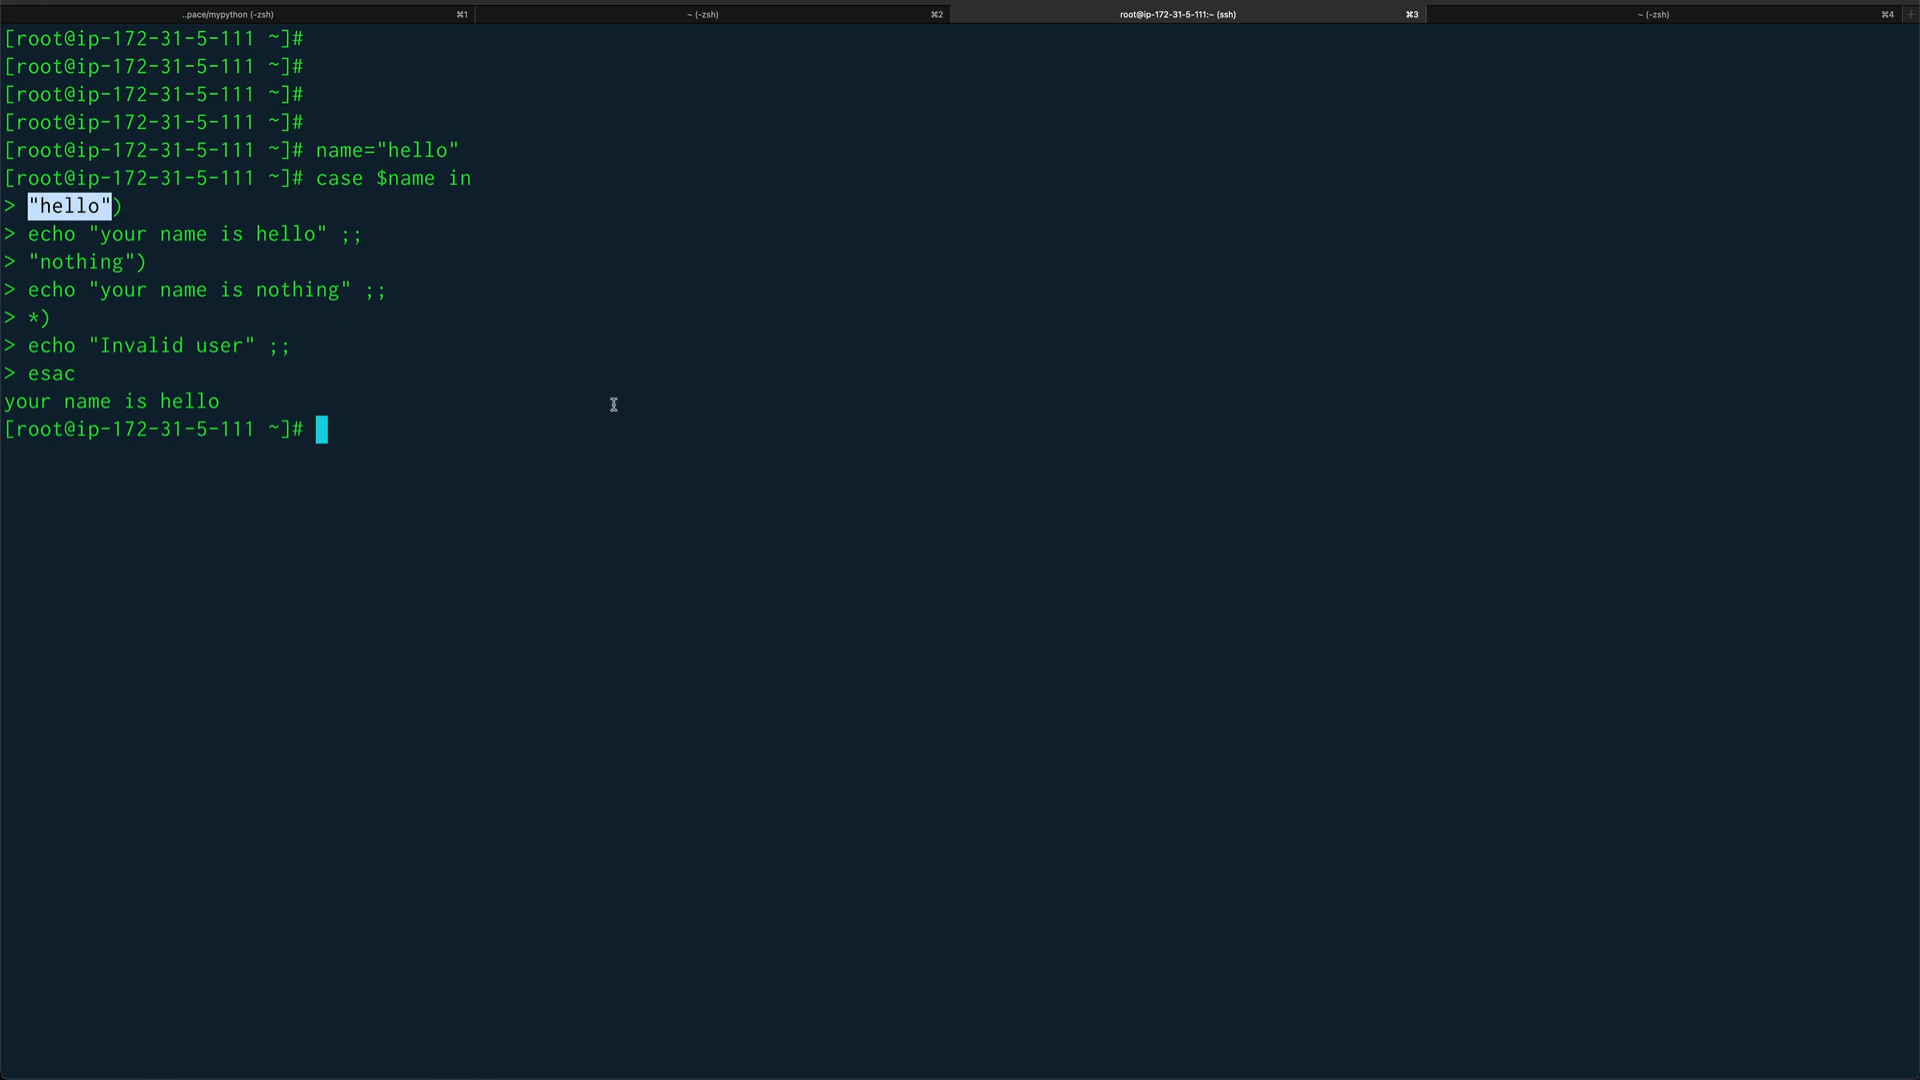 ..pace/mypython (-zsh) ⌘1 ~ (-zsh) ⌘2 root@ip-172-31-5-111:~ (ssh) ⌘3 ~ (-zsh) ⌘4 +
[root@ip-172-31-5-111 ~]#
[root@ip-172-31-5-111 ~]#
[root@ip-172-31-5-111 ~]#
[root@ip-172-31-5-111 ~]#
[root@ip-172-31-5-111 ~]# name="hello"
[root@ip-172-31-5-111 ~]# case $name in
> "hello")
> echo "your name is hello" ;;
> "nothing")
> echo "your name is nothing" ;;
> *)
> echo "Invalid user" ;;
> esac
your name is hello
[root@ip-172-31-5-111 ~]#